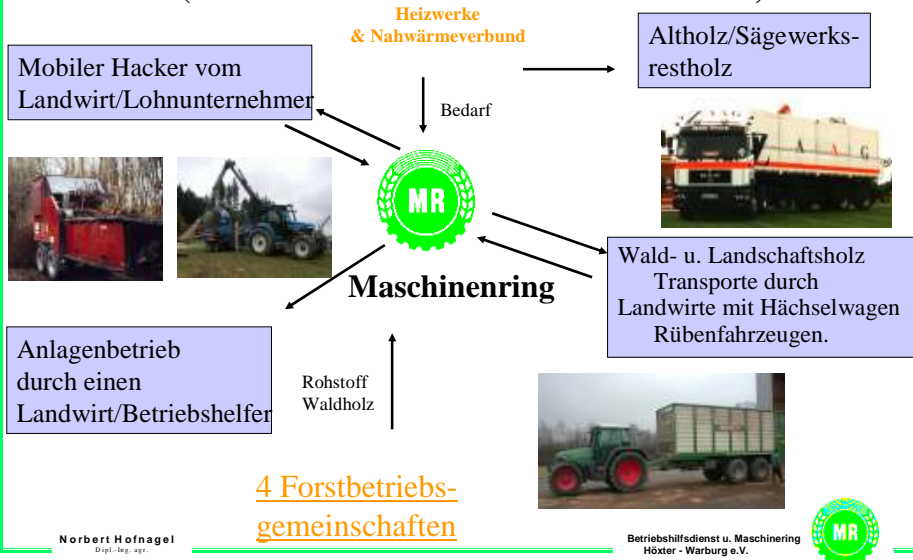 Heizwerke
& Nahwärmeverbund
Altholz/Sägewerks-
restholz
Mobiler Hacker vom
Landwirt/Lohnunternehmer
Bedarf
MR
Maschinenring
Wald- u. Landschaftsholz
Transporte durch
Landwirte mit Hächselwagen
Rübenfahrzeugen.
Anlagenbetrieb
durch einen
Landwirt/Betriebshelfer
Rohstoff
Waldholz
4 Forstbetriebs-
gemeinschaften
Norbert Hofnagel
Dipl.-Ing. agr.
Betriebshilfsdienst u. Maschinering
Höxter - Warburg e.V.
MR